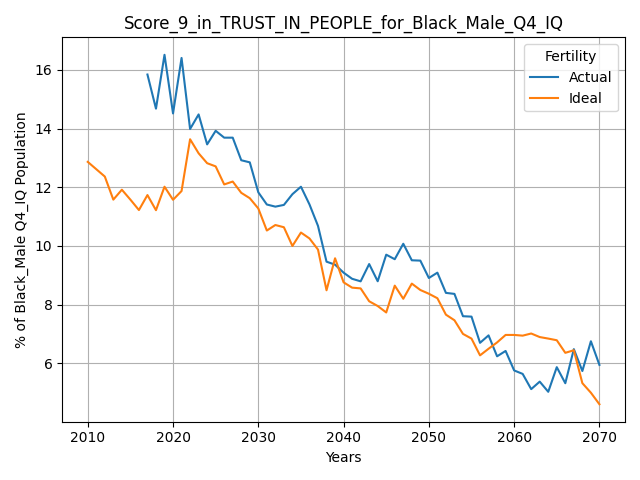 Score_9_in_TRUST_IN_PEOPLE_for_Black_Male_Q4_IQ
Fertility
Actual
Ideal
% of Black_Male Q4_IQ Population
16
14
12
10
8
6
2010 2020 2030 2040 2050 2060 2070
Years